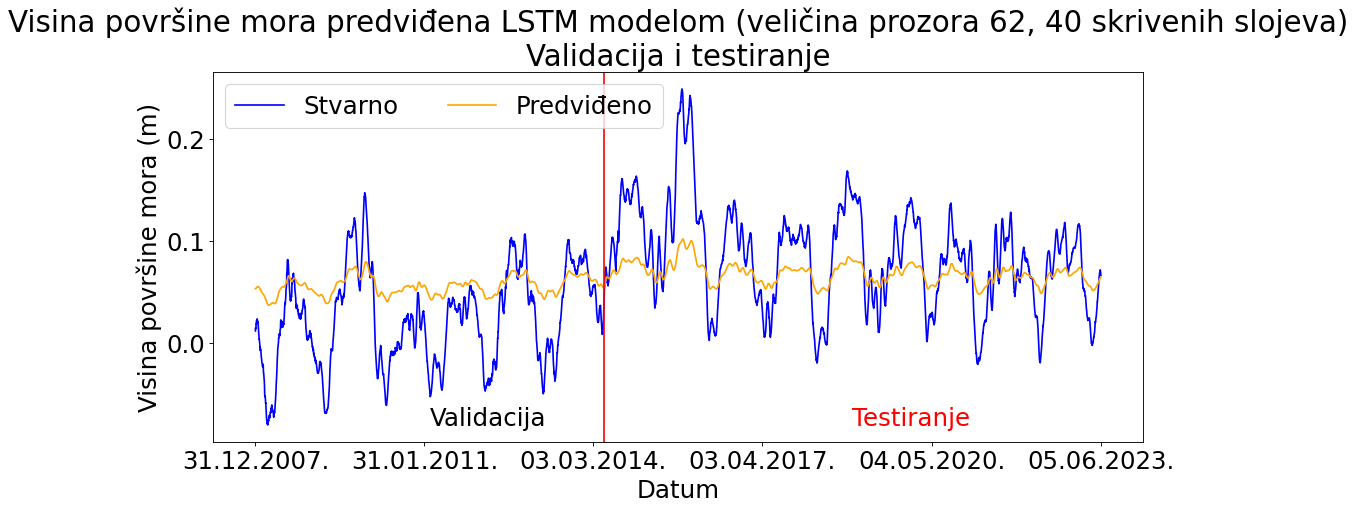 Visina površine mora predviđena LSTM modelom (veličina prozora 62, 40 skrivenih slojeva)
Validacija i testiranje
Stvarno
Predviđeno
Visina površine mora (m)
0.2
0.1
0.0
Validacija
Testiranje
31.12.2007.
31.01.2011.
03.03.2014.
03.04.2017.
04.05.2020.
05.06.2023.
Datum